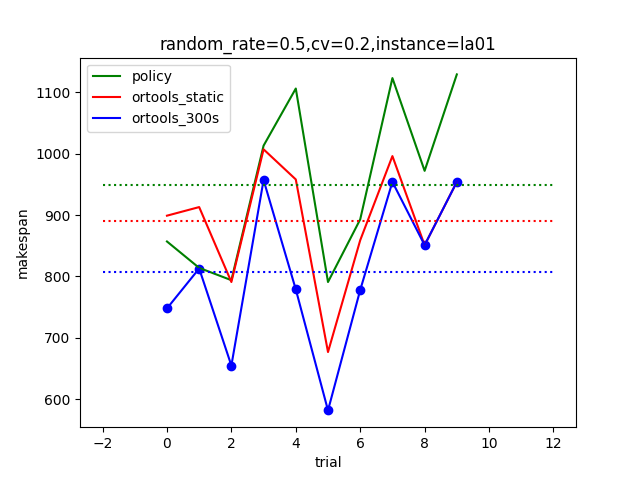 random_rate=0.5,cv=0.2,instance=la01
policy
ortools_static
ortools_300s
makespan
1100
1000
900
800
700
600
−2 0 2 4 6 8 10 12
trial